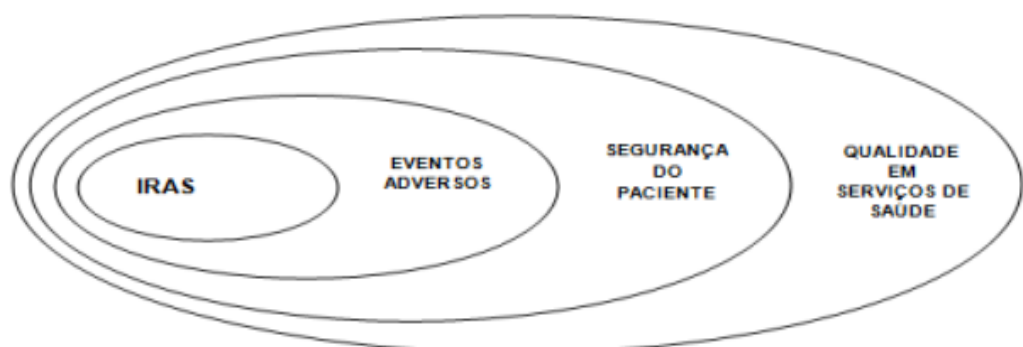 IRAS
EVENTOS
ADVERSOS
SEGURANÇA
DO
PACIENTE
QUALIDADE
EM
SERVIÇOS DE
SAÚDE